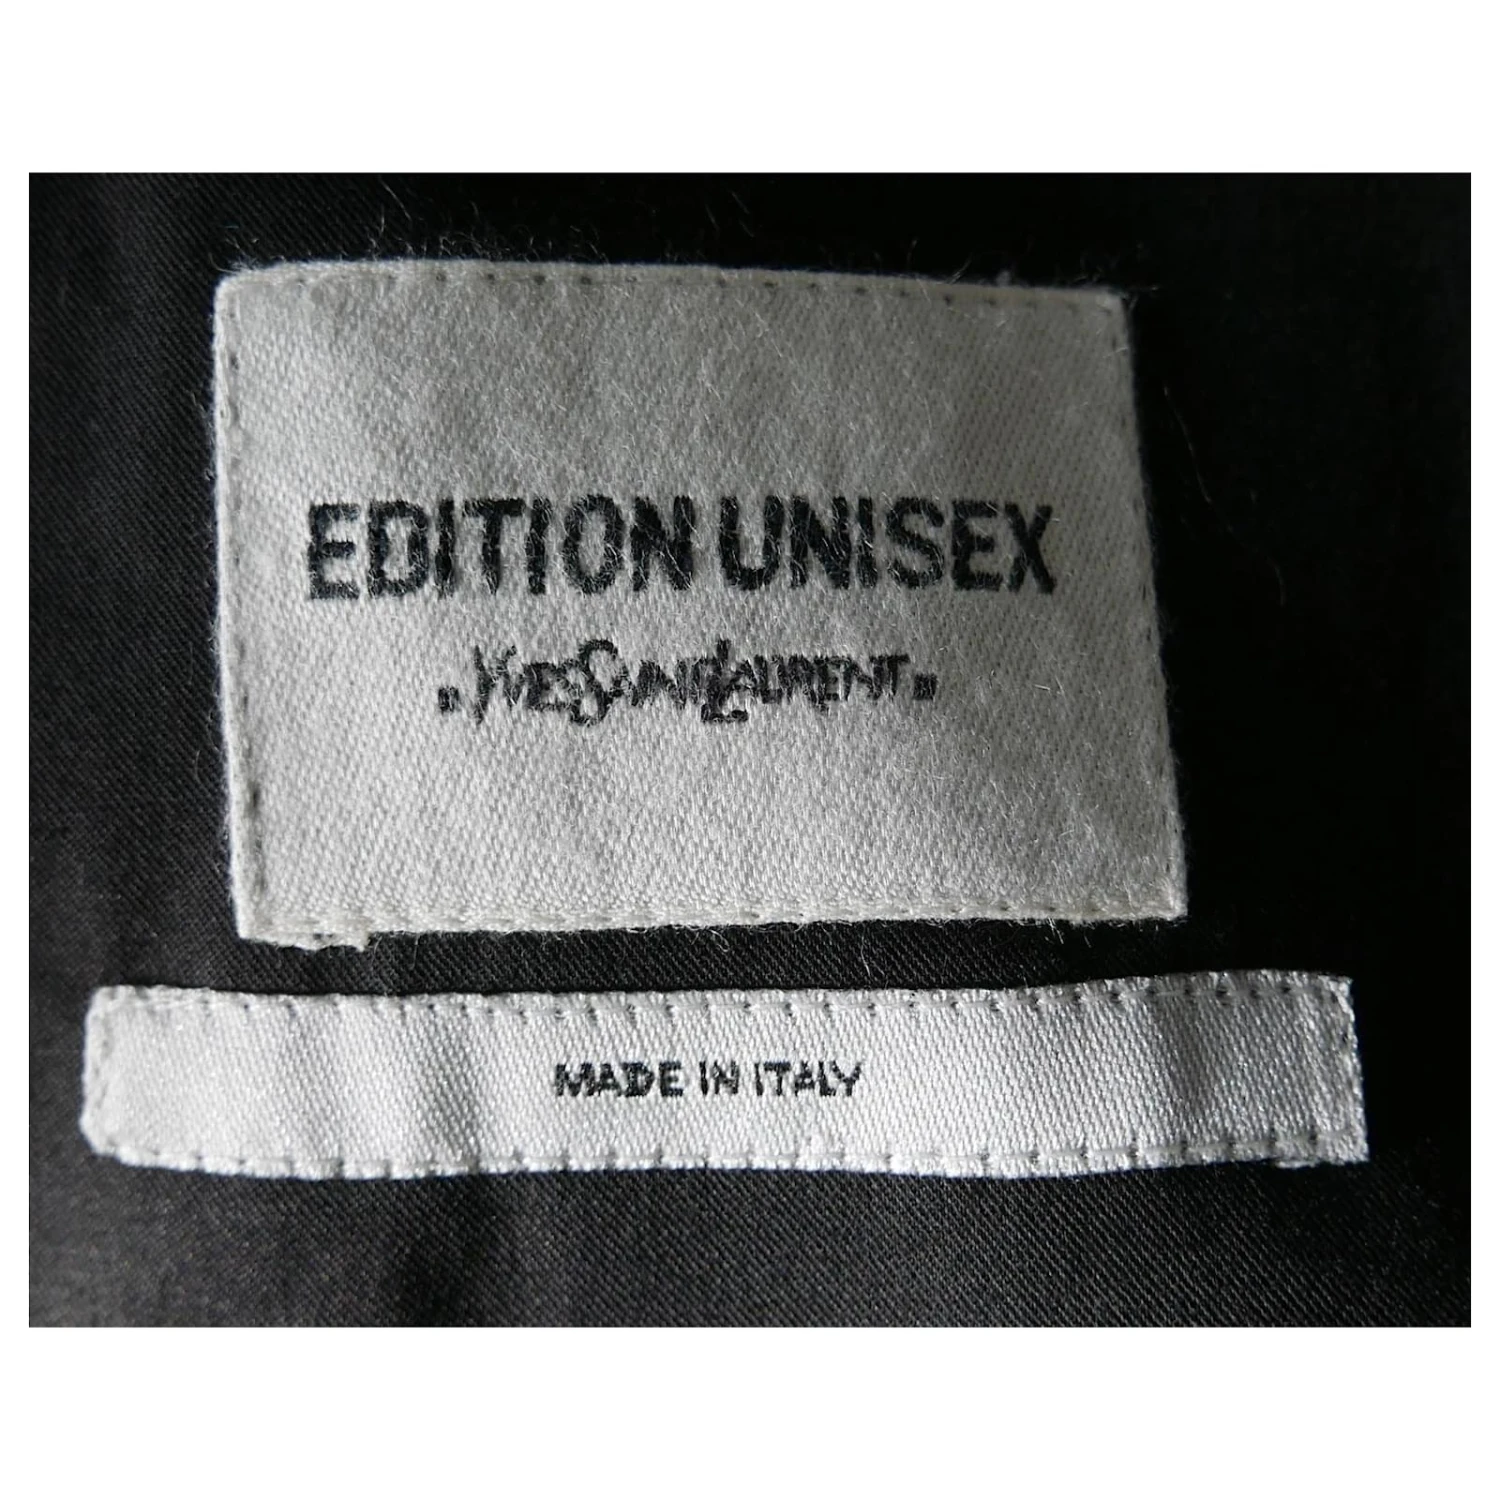 EDITION UNISEX
.YVESSAINTLAURENT.
MADE IN ITALY